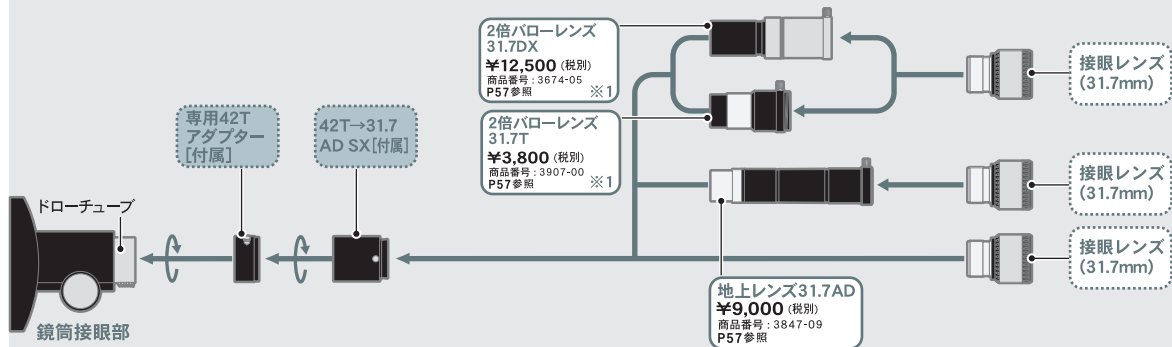 2倍バローレンズ
31.7DX
¥12,500（税別）
商品番号：3674-05
P57参照 ※1
2倍バローレンズ
31.7T
¥3,800（税別）
商品番号：3907-00
P57参照 ※1
接眼レンズ
（31.7mm）
専用42T
アダプター
[付属]
42T→31.7
AD SX[付属]
接眼レンズ
（31.7mm）
ドローチューブ
接眼レンズ
（31.7mm）
地上レンズ31.7AD
¥9,000（税別）
商品番号：3847-09
P57参照
鏡筒接眼部